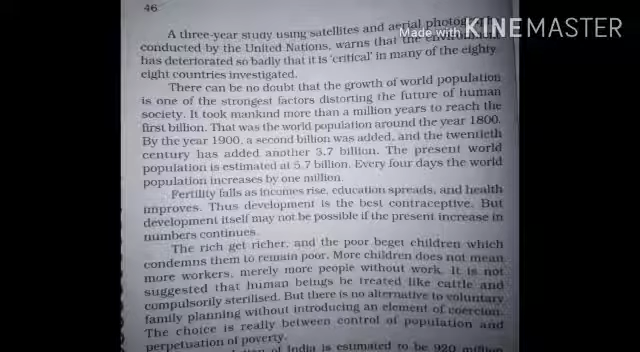 46
A three-year study using satellites and aerial
Made with KINEMASTER
conducted by the United Nations, warns that the
has deteriorated so badly that it is 'critical' in many of the eighty-
eight countries investigated.
There can be no doubt that the growth of world population
is one of the strongest factors distorting the future of human
society. It took mankind more than a million years to reach the
first billion. That was the world population around the year 1800.
By the year 1900, a second billion was added, and the twentieth
century has added another 3.7 billion. The present world
population is estimated at 5.7 billion. Every four days the world
population increases by one million.
Fertility falls as incomes rise, education spreads, and health
improves. Thus development is the best contraceptive. But
development itself may not be possible if the present increase in
numbers continues.
The rich get richer, and the poor beget children which
condemns them to remain poor. More children does not mean
more workers, merely more people without work. It is not
suggested that human beings be treated like cattle and
compulsorily sterilised. But there is no alternative to voluntary
family planning without introducing an element of coercion.
The choice is really between control of population and
perpetuation of poverty.
of India is estimated to be 920 million